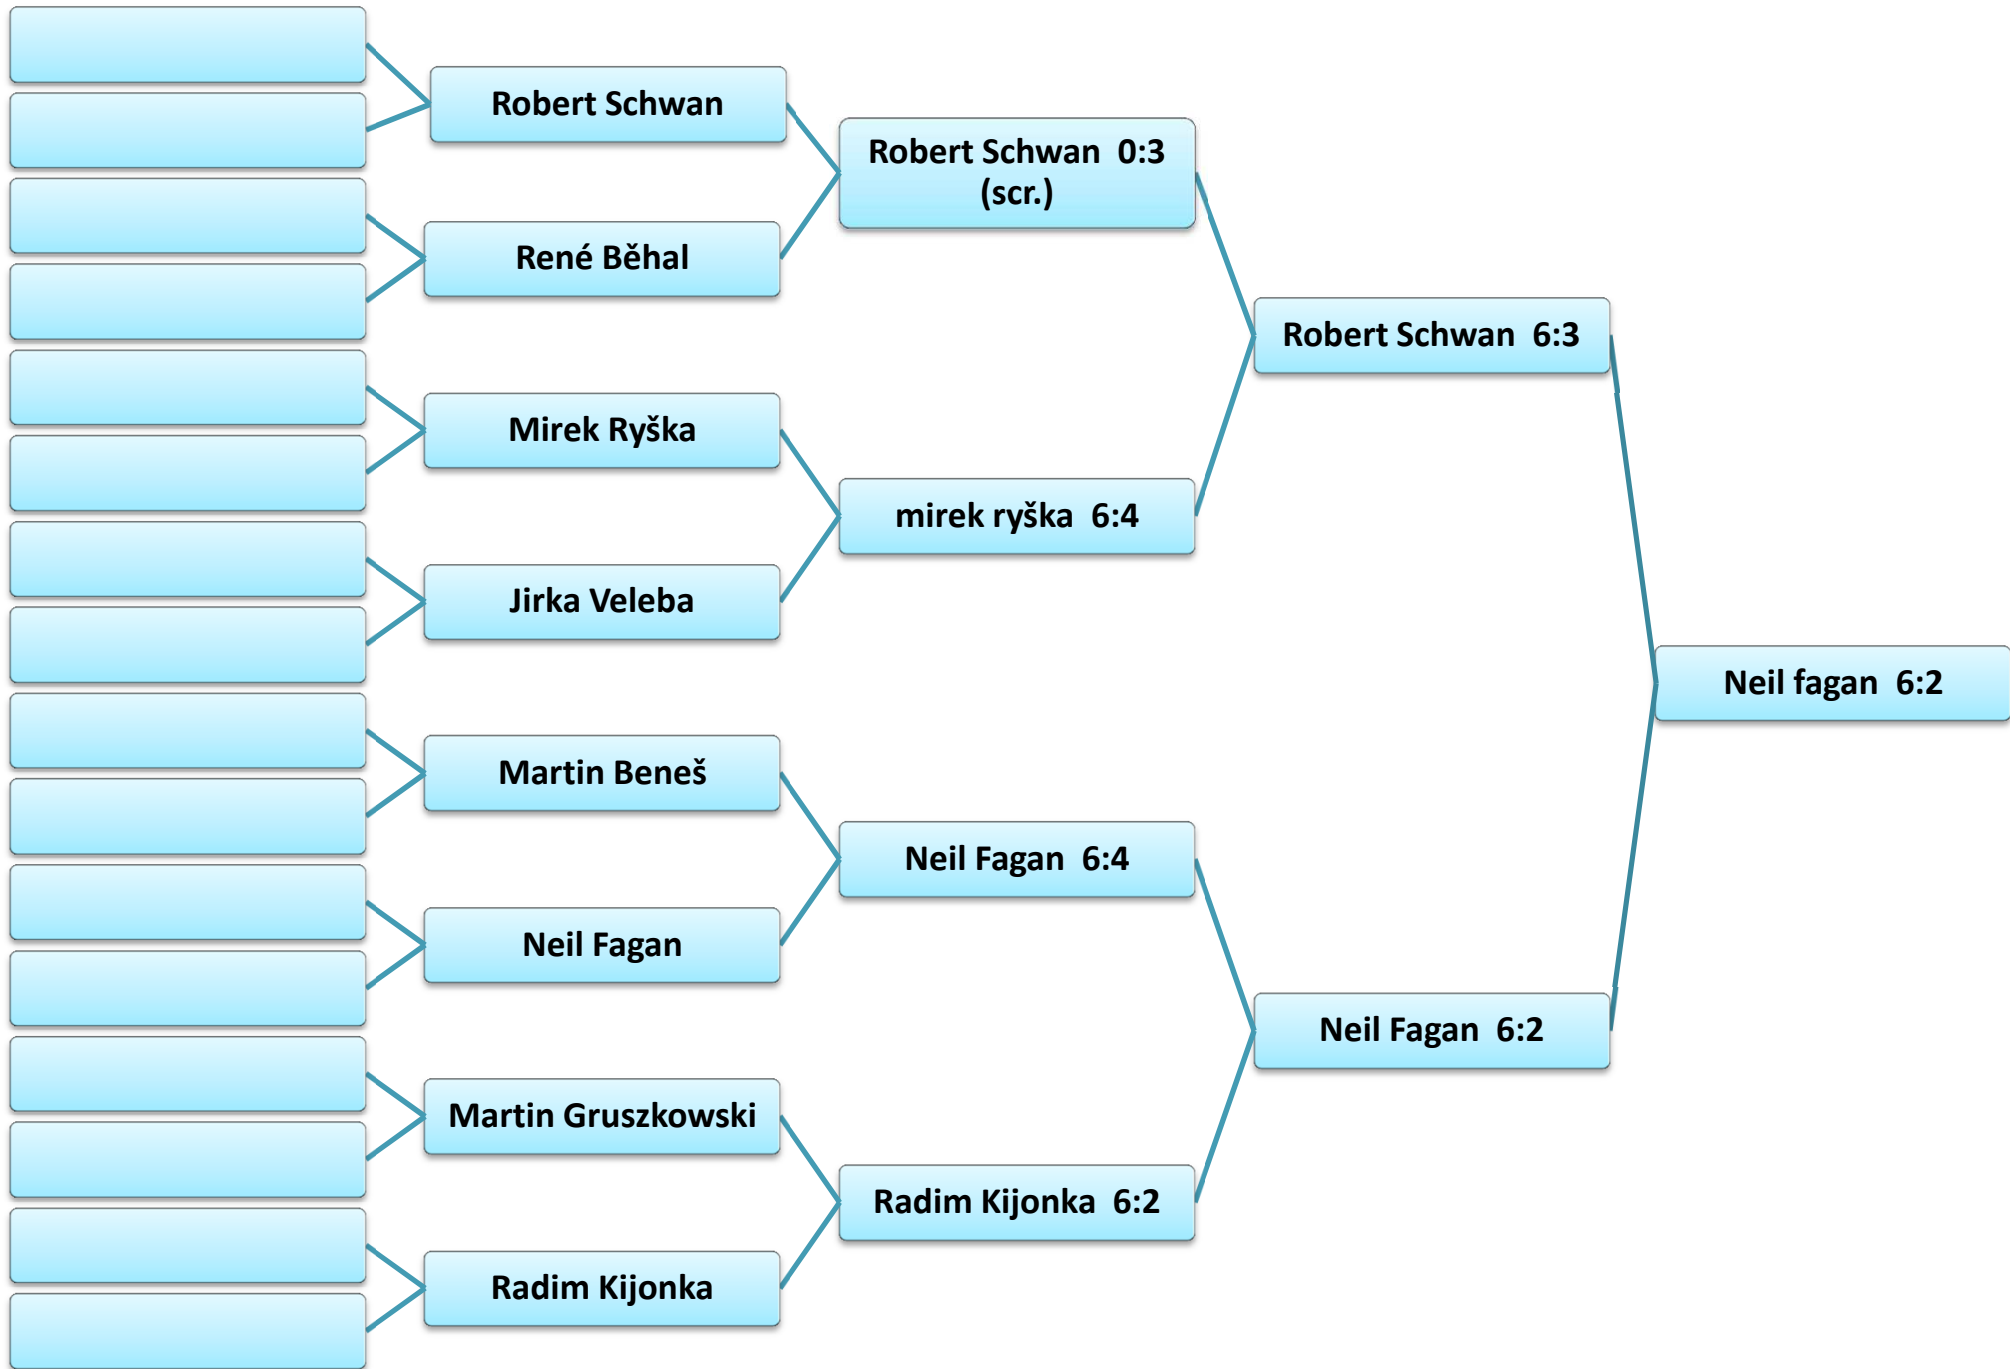 Robert Schwan
René Běhal
Mirek Ryška
Jirka Veleba
Martin Beneš
Neil Fagan
Martin Gruszkowski
Radim Kijonka
Robert Schwan  0:3
(scr.)
mirek ryška  6:4
Neil Fagan  6:4
Radim Kijonka  6:2
Robert Schwan  6:3
Neil Fagan  6:2
Neil fagan  6:2